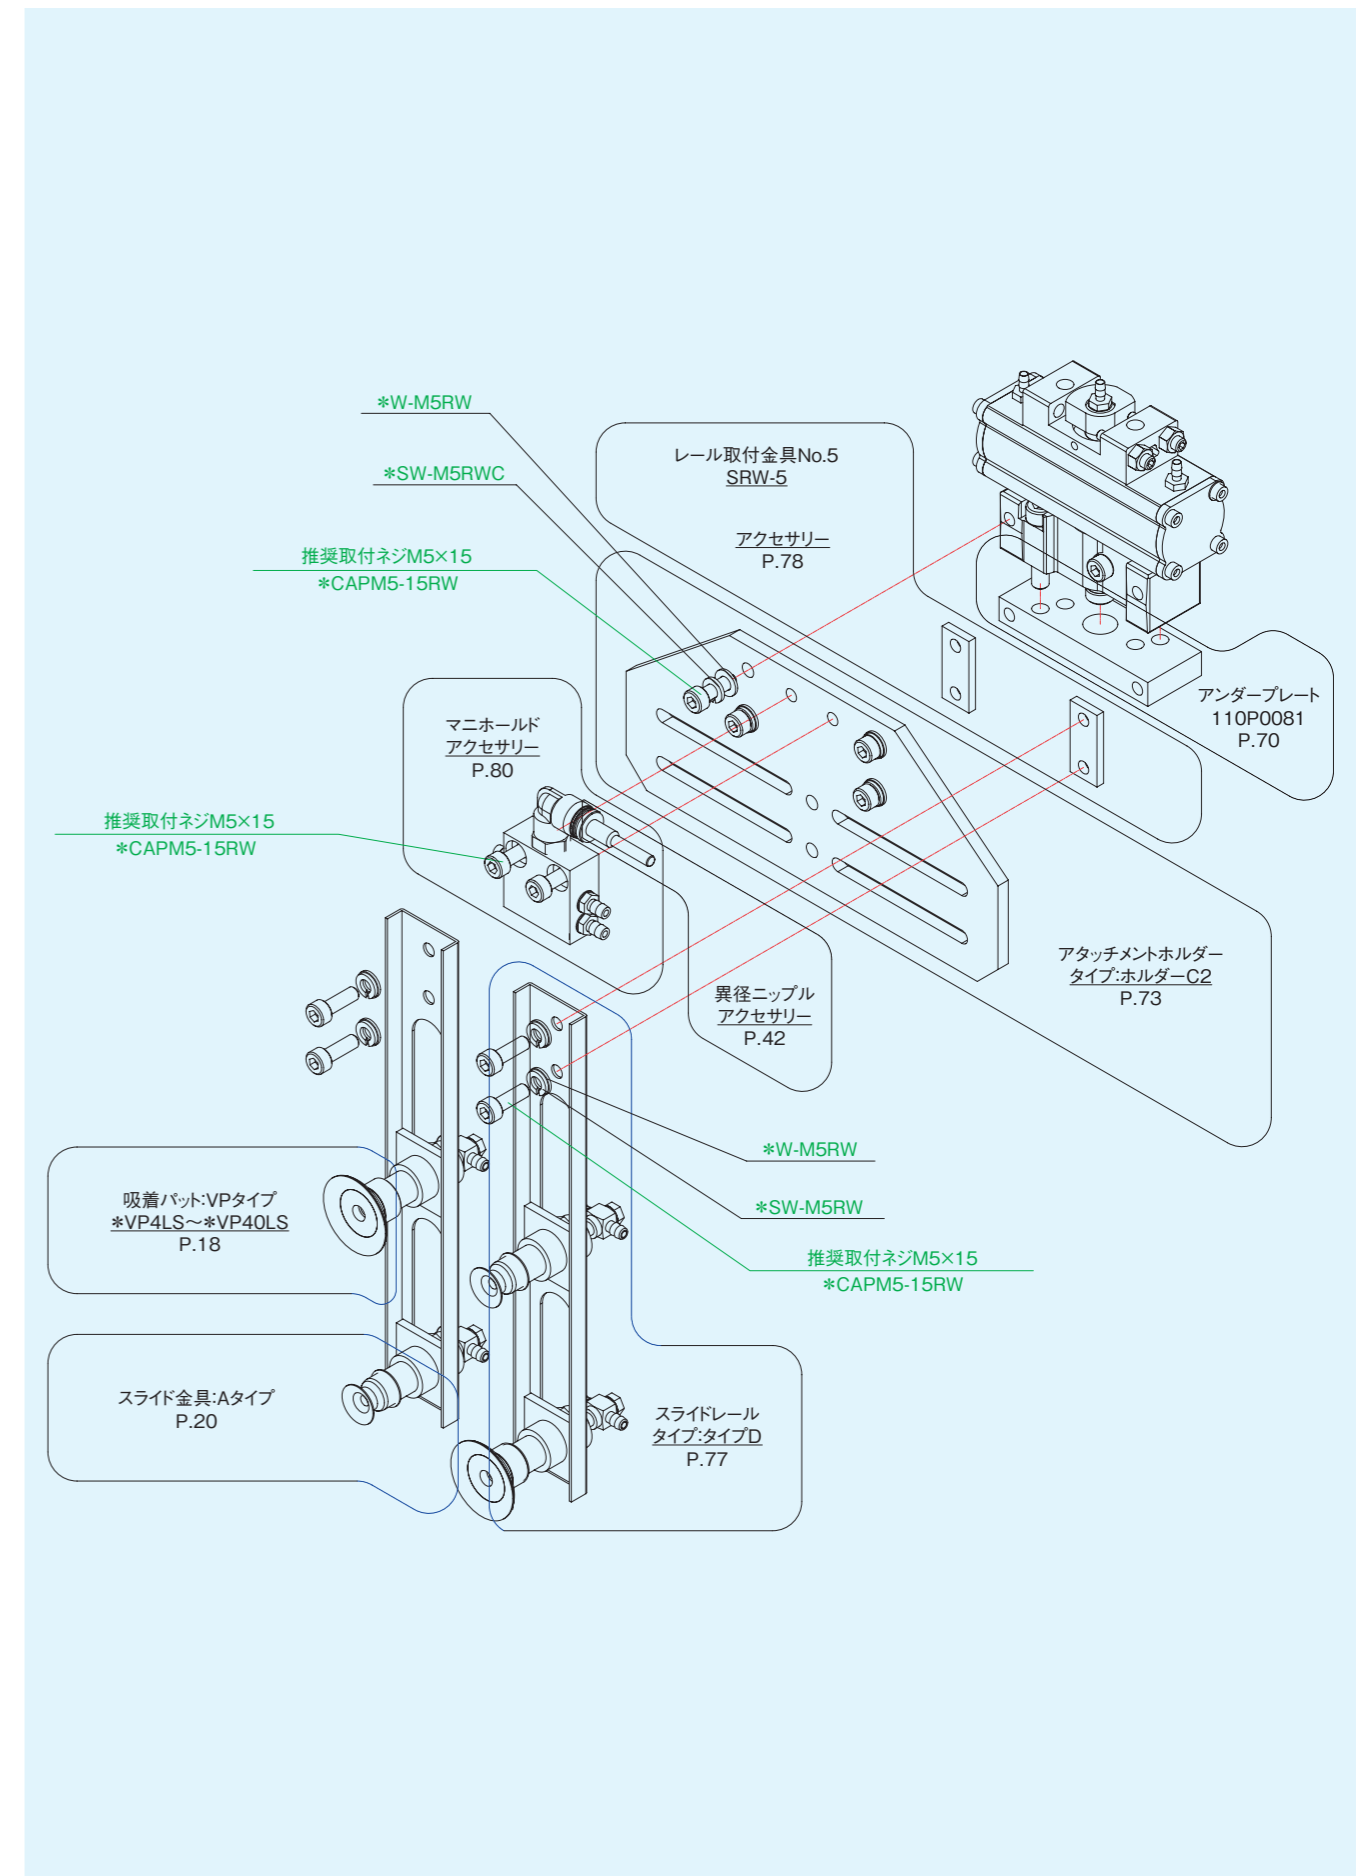 *W-M5RW
*SW-M5RWC
推奨取付ネジM5×15
*CAPM5-15RW
レール取付金具No.5
SRW-5
アクセサリー
P.78
アンダープレート
110P0081
P.70
マニホールド
アクセサリー
P.80
推奨取付ネジM5×15
*CAPM5-15RW
アタッチメントホルダー
タイプ:ホルダーC2
P.73
異径ニップル
アクセサリー
P.42
*W-M5RW
*SW-M5RW
推奨取付ネジM5×15
*CAPM5-15RW
吸着パット:VPタイプ
*VP4LS～*VP40LS
P.18
スライド金具:Aタイプ
P.20
スライドレール
タイプ:タイプD
P.77